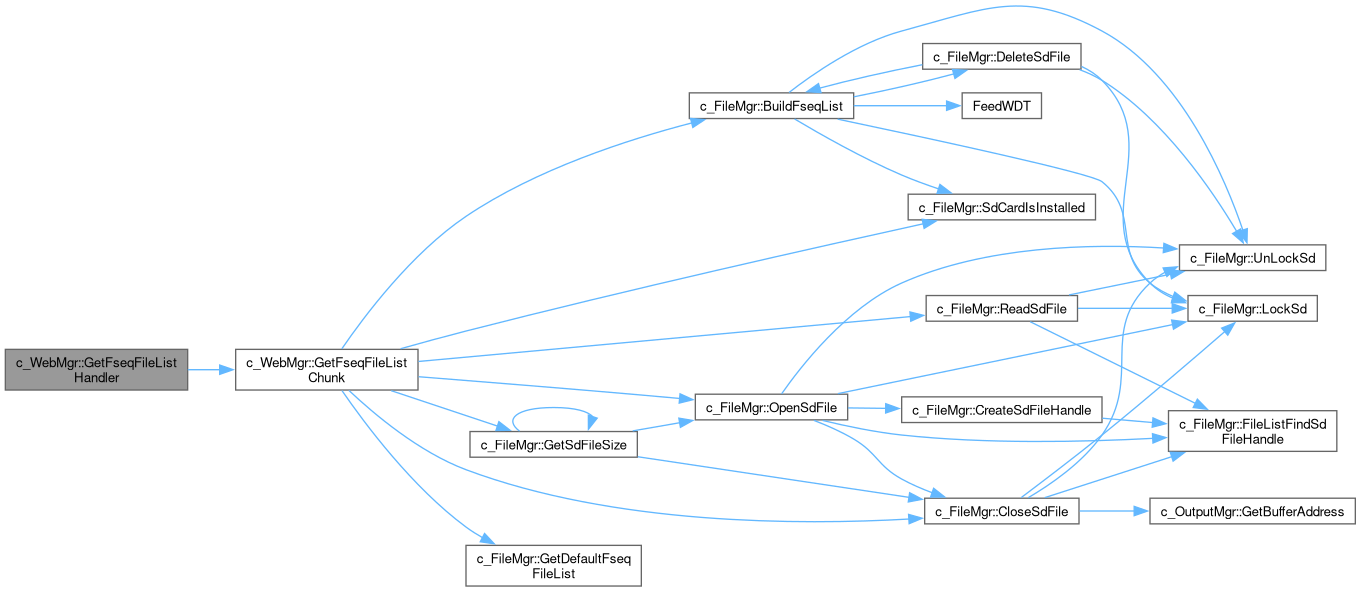 c_FileMgr::DeleteSdFile
c_FileMgr::BuildFseqList
FeedWDT
c_FileMgr::SdCardIsInstalled
c_FileMgr::UnLockSd
c_FileMgr::ReadSdFile
c_FileMgr::LockSd
c_WebMgr::GetFseqFileList
Handler
c_WebMgr::GetFseqFileList
Chunk
c_FileMgr::OpenSdFile
c_FileMgr::CreateSdFileHandle
c_FileMgr::FileListFindSd
FileHandle
c_FileMgr::GetSdFileSize
c_FileMgr::CloseSdFile
c_OutputMgr::GetBufferAddress
c_FileMgr::GetDefaultFseq
FileList